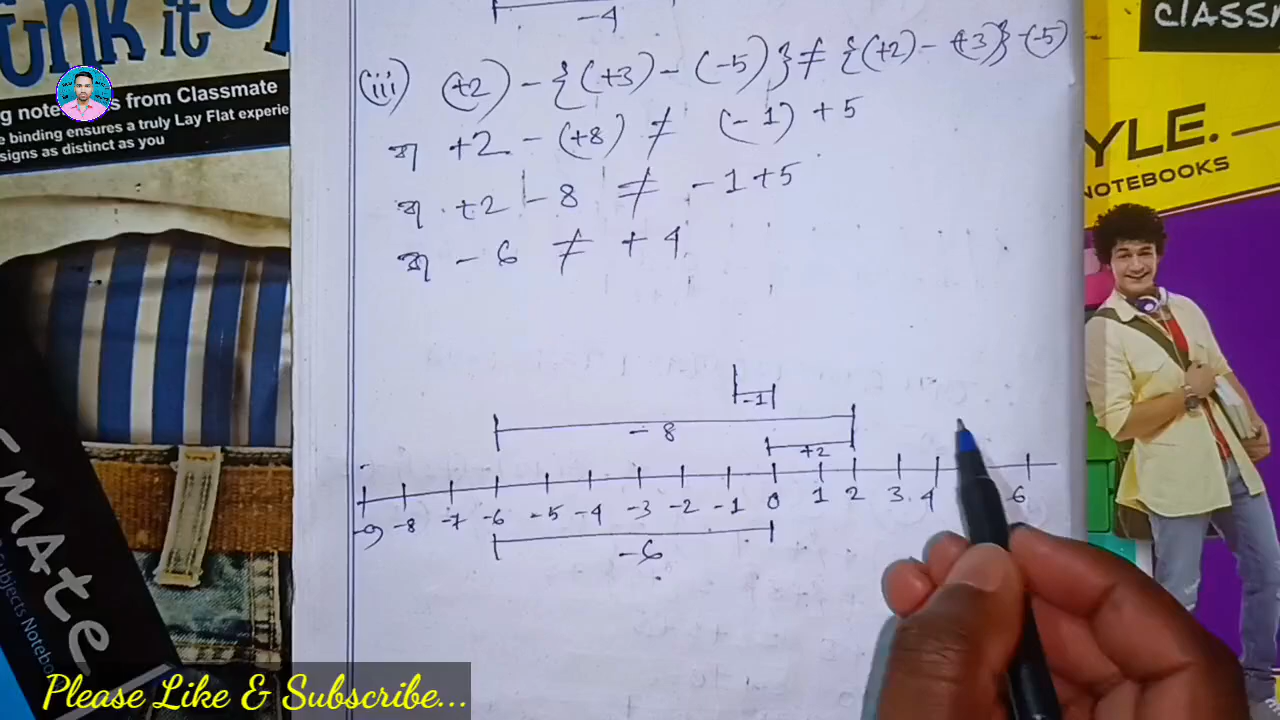 -4
(iii) (+2) - {(+3) - (-5)} ≠ {(+2) - (+3)} - (-5)
বা +2 - (+8) ≠ (-1) + 5
বা +2 - 8 ≠ -1 + 5
বা -6 ≠ +4
-1
-8
+2
-9 -8 -7 -6 -5 -4 -3 -2 -1 0 1 2 3 4 6
-6
unk it
from Classmate
binding ensures a truly Lay Flat experie
signs as distinct as you
mate
Subjects Noteboo
CLASSM
YLE.
NOTEBOOKS
Please Like & Subscribe...